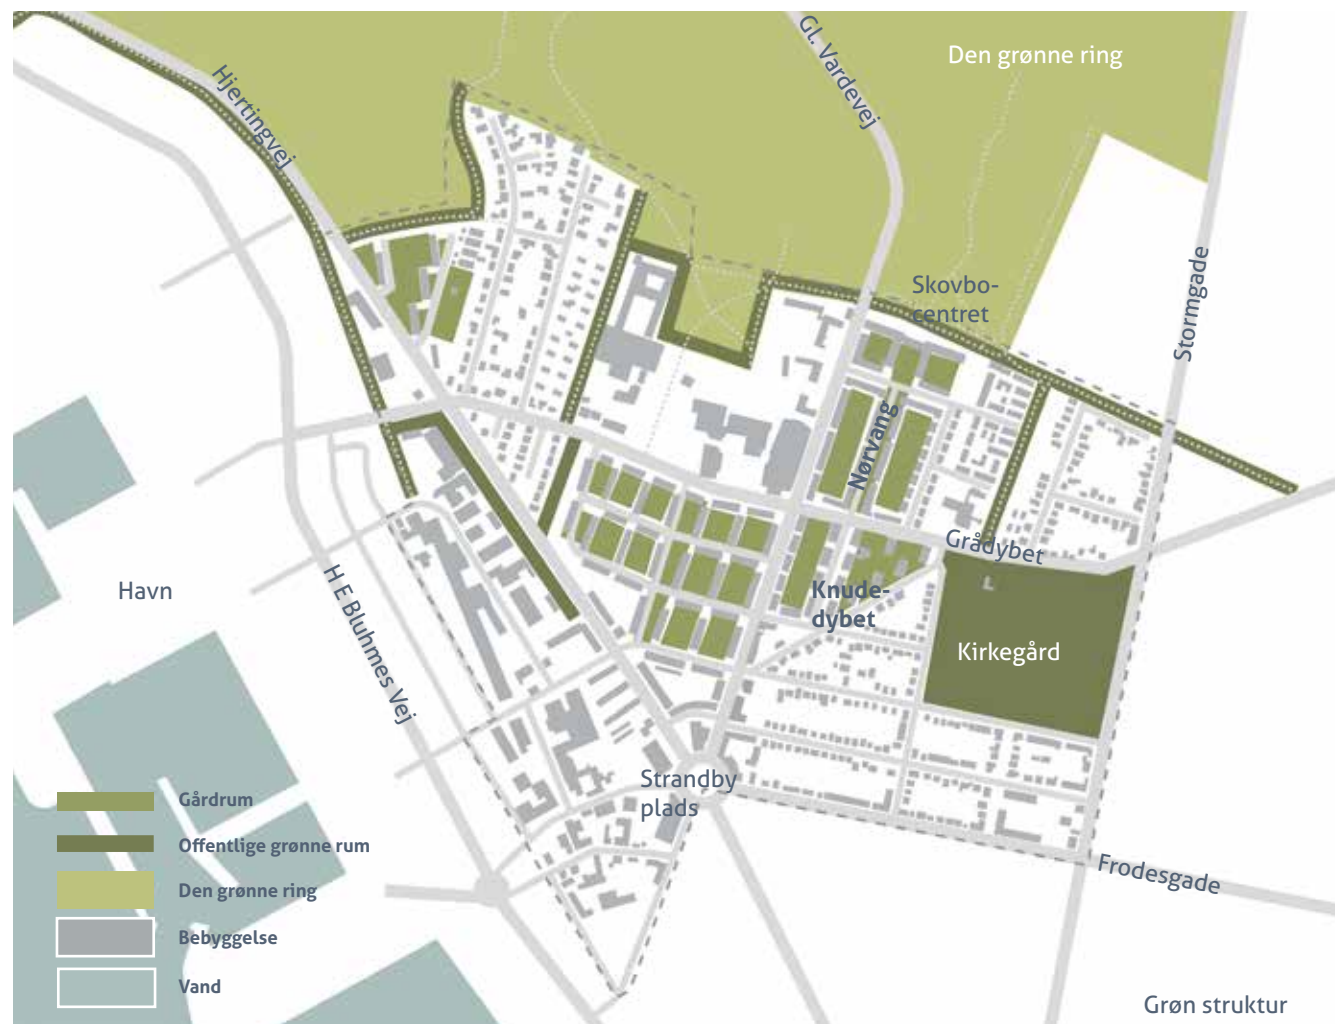 Den grønne ring
Gl. Vardevej
Hjertingvej
Skovbo-
centret
Stormgade
Nørvang
Grådybet
Havn
H E Bluhmes Vej
Knude-
dybet
Kirkegård
Strandby
plads
Gårdrum
Offentlige grønne rum
Den grønne ring
Bebyggelse
Vand
Frodesgade
Grøn struktur